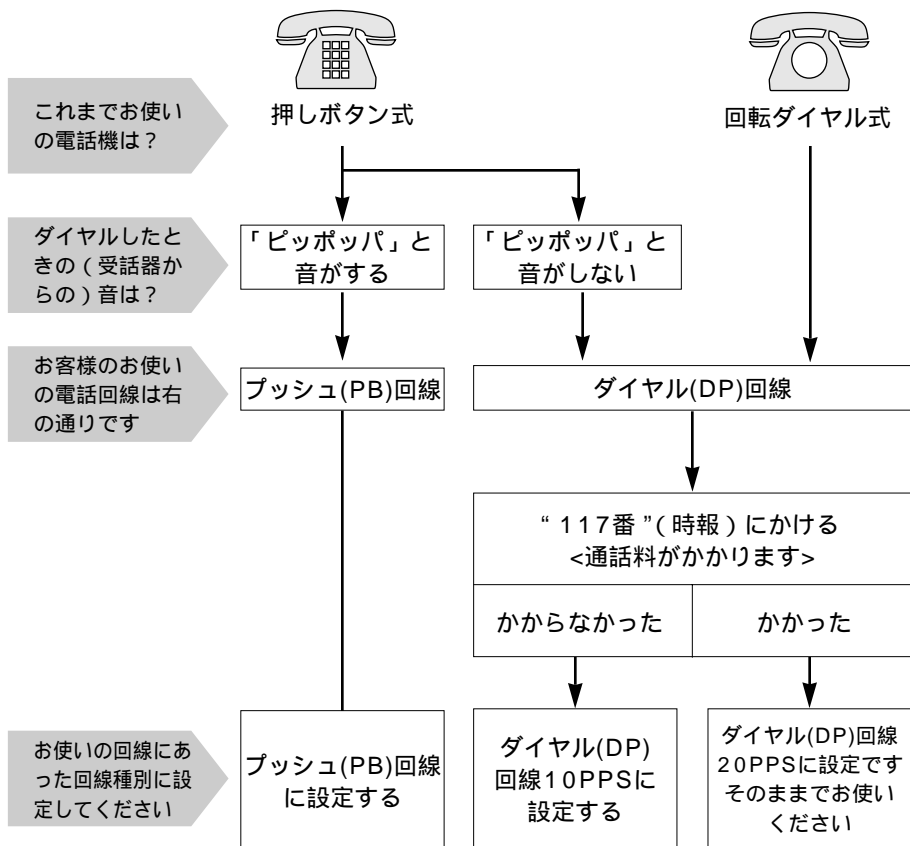 押しボタン式
回転ダイヤル式
これまでお使い
の電話機は？
ダイヤルしたと
きの（受話器か
らの）音は？
「ピッポッパ」と
音がする
「ピッポッパ」と
音がしない
お客様のお使い
の電話回線は右
の通りです
プッシュ(PB)回線
ダイヤル(DP)回線
“117番”（時報）にかける
<通話料がかかります>
かからなかった
かかった
お使いの回線にあ
った回線種別に設
定してください
プッシュ(PB)回線
に設定する
ダイヤル(DP)
回線10PPSに
設定する
ダイヤル(DP)回線
20PPSに設定です
そのままでお使い
ください